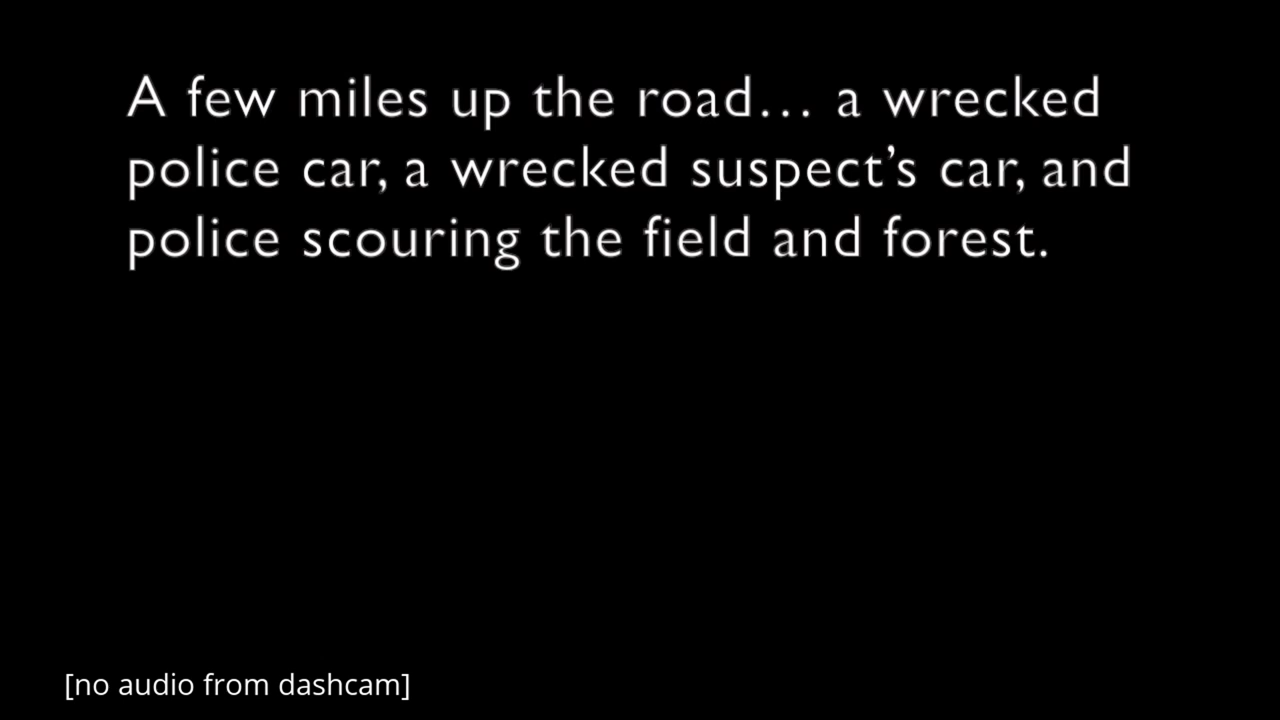 A few miles up the road… a wrecked
police car, a wrecked suspect’s car, and
police scouring the field and forest.
[no audio from dashcam]